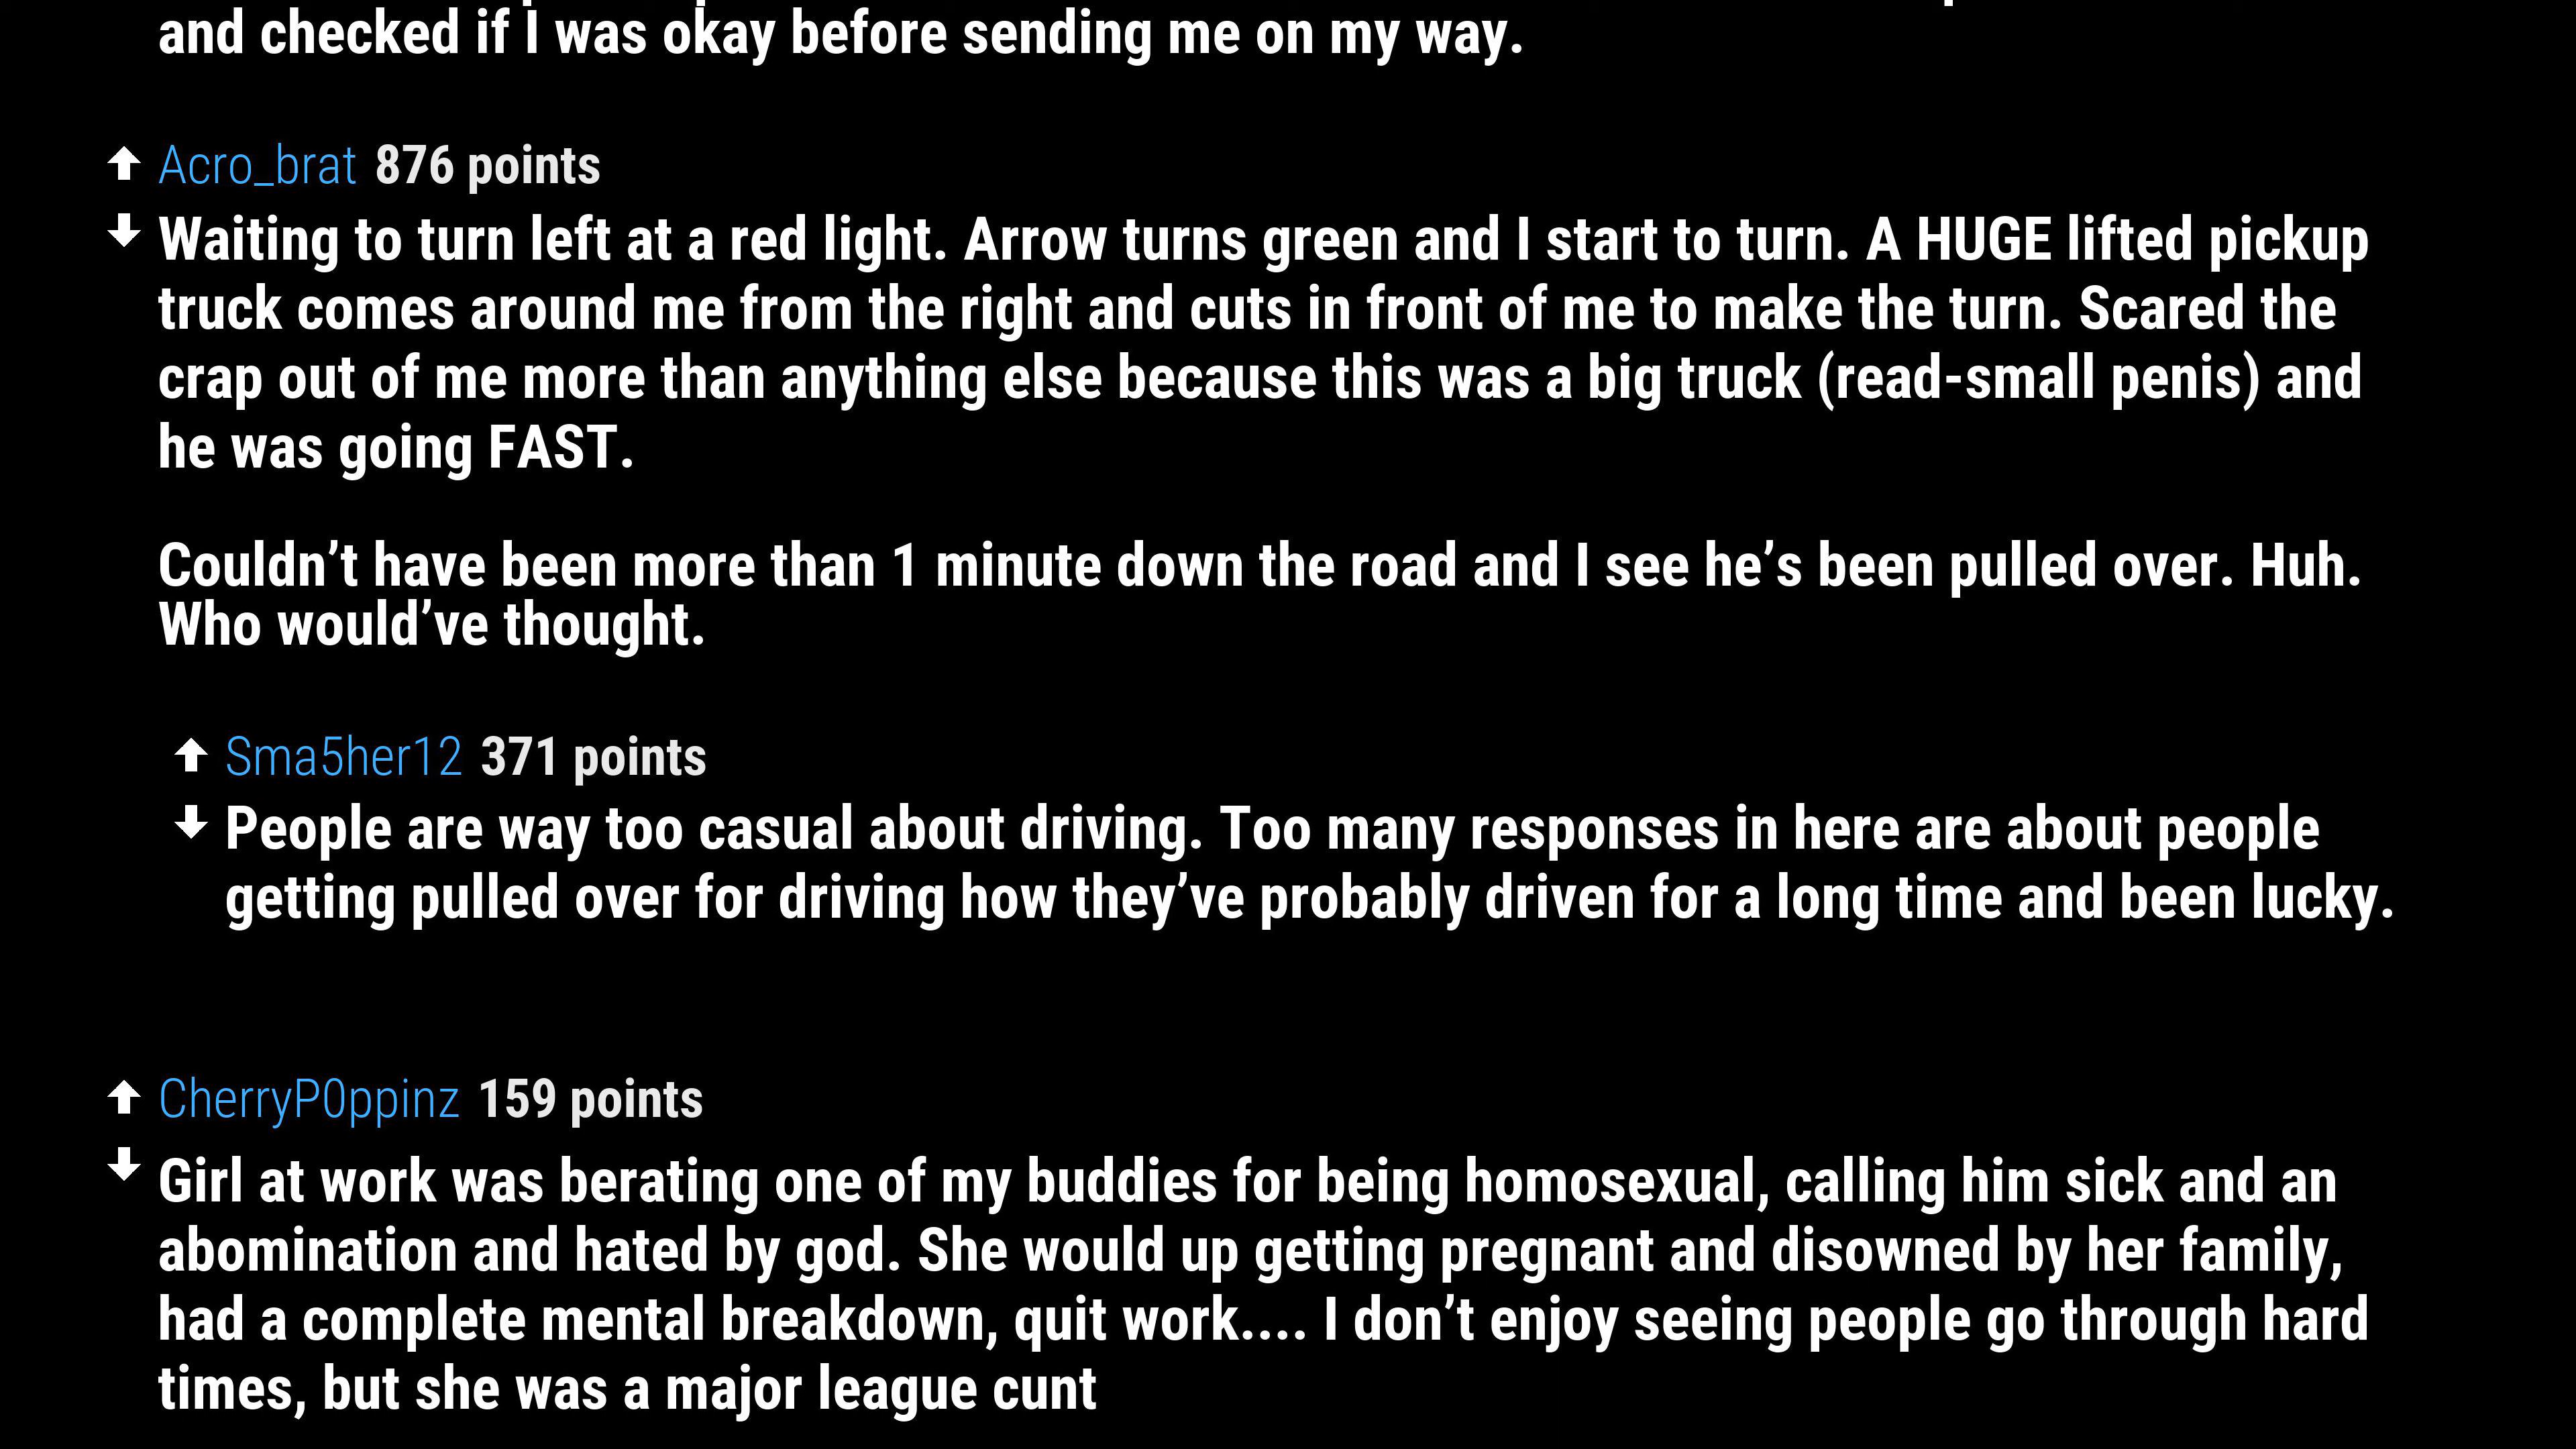 and checked if I was okay before sending me on my way.
Acro_brat 876 points
Waiting to turn left at a red light. Arrow turns green and I start to turn. A HUGE lifted pickup
truck comes around me from the right and cuts in front of me to make the turn. Scared the
crap out of me more than anything else because this was a big truck (read-small penis) and
he was going FAST.
Couldn’t have been more than 1 minute down the road and I see he’s been pulled over. Huh.
Who would’ve thought.
Sma5her12 371 points
People are way too casual about driving. Too many responses in here are about people
getting pulled over for driving how they’ve probably driven for a long time and been lucky.
CherryP0ppinz 159 points
Girl at work was berating one of my buddies for being homosexual, calling him sick and an
abomination and hated by god. She would up getting pregnant and disowned by her family,
had a complete mental breakdown, quit work.... I don’t enjoy seeing people go through hard
times, but she was a major league cunt